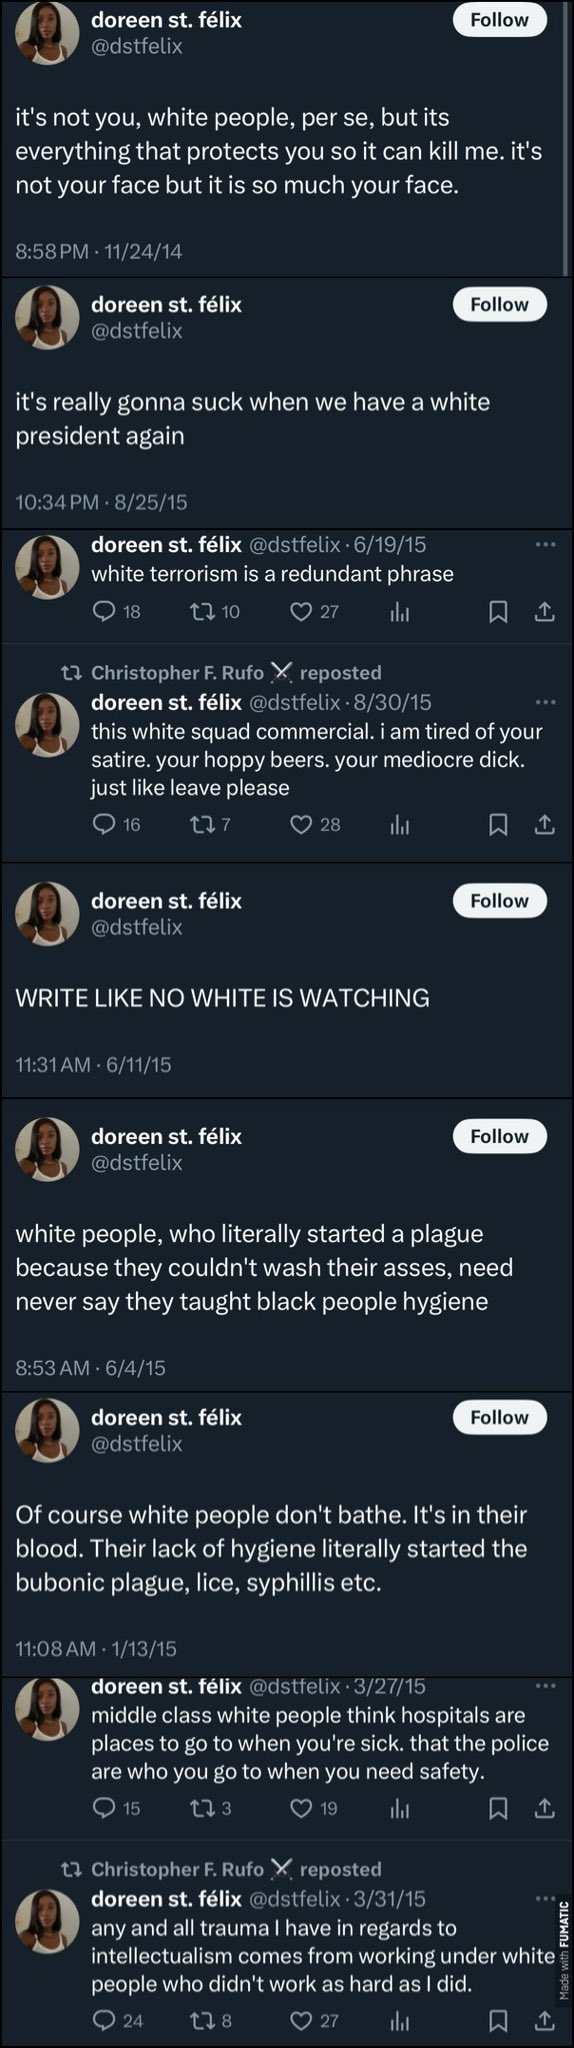 doreen st. félix
Follow
@dstfelix
it's not you, white people, per se, but its
everything that protects you so it can kill me. it's
not your face but it is so much your face.
8:58 PM · 11/24/14
doreen st. félix
Follow
@dstfelix
it's really gonna suck when we have a white
president again
10:34 PM · 8/25/15
doreen st. félix @dstfelix · 6/19/15
white terrorism is a redundant phrase
18 10 27
Christopher F. Rufo ⚔️ reposted
doreen st. félix @dstfelix · 8/30/15
this white squad commercial. i am tired of your
satire. your hoppy beers. your mediocre dick.
just like leave please
16 7 28
doreen st. félix
Follow
@dstfelix
WRITE LIKE NO WHITE IS WATCHING
11:31 AM · 6/11/15
doreen st. félix
Follow
@dstfelix
white people, who literally started a plague
because they couldn't wash their asses, need
never say they taught black people hygiene
8:53 AM · 6/4/15
doreen st. félix
Follow
@dstfelix
Of course white people don't bathe. It's in their
blood. Their lack of hygiene literally started the
bubonic plague, lice, syphillis etc.
11:08 AM · 1/13/15
doreen st. félix @dstfelix · 3/27/15
middle class white people think hospitals are
places to go to when you're sick. that the police
are who you go to when you need safety.
15 3 19
Christopher F. Rufo ⚔️ reposted
doreen st. félix @dstfelix · 3/31/15
any and all trauma I have in regards to
intellectualism comes from working under white
people who didn't work as hard as I did.
24 8 27
Made with FUMATIC